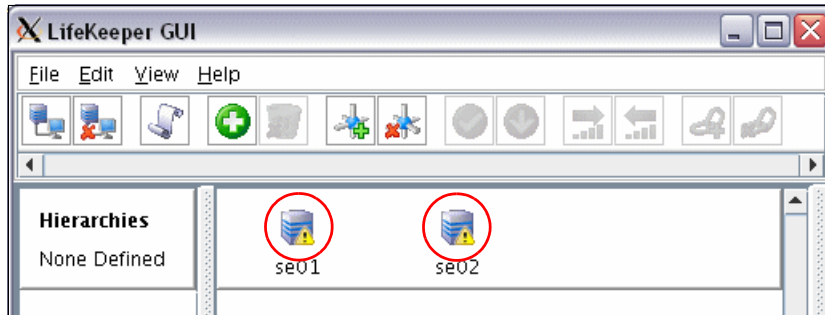 LifeKeeper GUI
File Edit View Help
Hierarchies
None Defined
se01
se02